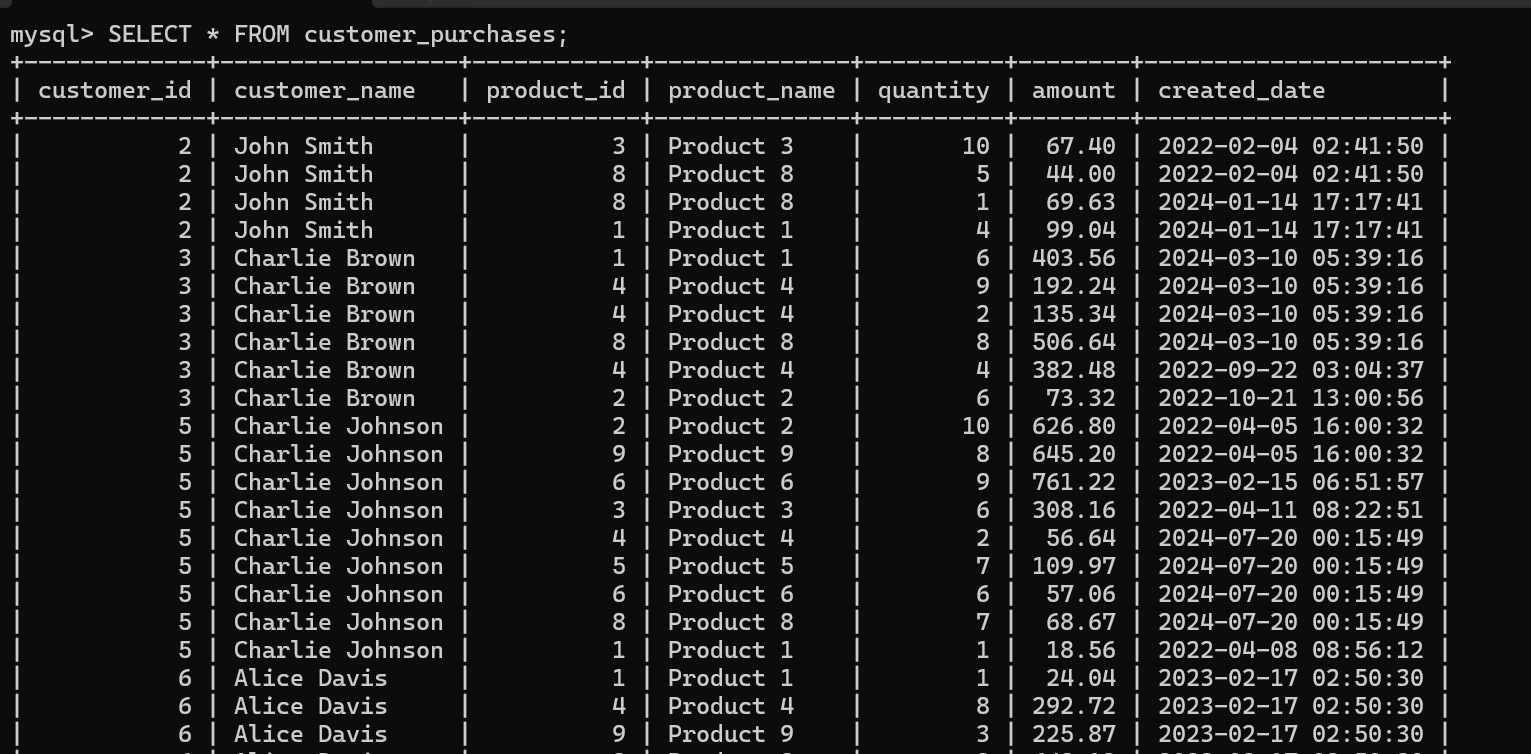 mysql> SELECT * FROM customer_purchases;
+-------------+-----------------+------------+--------------+----------+--------+---------------------+
| customer_id | customer_name   | product_id | product_name | quantity | amount | created_date        |
+-------------+-----------------+------------+--------------+----------+--------+---------------------+
|           2 | John Smith      |          3 | Product 3    |       10 |  67.40 | 2022-02-04 02:41:50 |
|           2 | John Smith      |          8 | Product 8    |        5 |  44.00 | 2022-02-04 02:41:50 |
|           2 | John Smith      |          8 | Product 8    |        1 |  69.63 | 2024-01-14 17:17:41 |
|           2 | John Smith      |          1 | Product 1    |        4 |  99.04 | 2024-01-14 17:17:41 |
|           3 | Charlie Brown   |          1 | Product 1    |        6 | 403.56 | 2024-03-10 05:39:16 |
|           3 | Charlie Brown   |          4 | Product 4    |        9 | 192.24 | 2024-03-10 05:39:16 |
|           3 | Charlie Brown   |          4 | Product 4    |        2 | 135.34 | 2024-03-10 05:39:16 |
|           3 | Charlie Brown   |          8 | Product 8    |        8 | 506.64 | 2024-03-10 05:39:16 |
|           3 | Charlie Brown   |          4 | Product 4    |        4 | 382.48 | 2022-09-22 03:04:37 |
|           3 | Charlie Brown   |          2 | Product 2    |        6 |  73.32 | 2022-10-21 13:00:56 |
|           5 | Charlie Johnson |          2 | Product 2    |       10 | 626.80 | 2022-04-05 16:00:32 |
|           5 | Charlie Johnson |          9 | Product 9    |        8 | 645.20 | 2022-04-05 16:00:32 |
|           5 | Charlie Johnson |          6 | Product 6    |        9 | 761.22 | 2023-02-15 06:51:57 |
|           5 | Charlie Johnson |          3 | Product 3    |        6 | 308.16 | 2022-04-11 08:22:51 |
|           5 | Charlie Johnson |          4 | Product 4    |        2 |  56.64 | 2024-07-20 00:15:49 |
|           5 | Charlie Johnson |          5 | Product 5    |        7 | 109.97 | 2024-07-20 00:15:49 |
|           5 | Charlie Johnson |          6 | Product 6    |        6 |  57.06 | 2024-07-20 00:15:49 |
|           5 | Charlie Johnson |          8 | Product 8    |        7 |  68.67 | 2024-07-20 00:15:49 |
|           5 | Charlie Johnson |          1 | Product 1    |        1 |  18.56 | 2022-04-08 08:56:12 |
|           6 | Alice Davis     |          1 | Product 1    |        1 |  24.04 | 2023-02-17 02:50:30 |
|           6 | Alice Davis     |          4 | Product 4    |        8 | 292.72 | 2023-02-17 02:50:30 |
|           6 | Alice Davis     |          9 | Product 9    |        3 | 225.87 | 2023-02-17 02:50:30 |